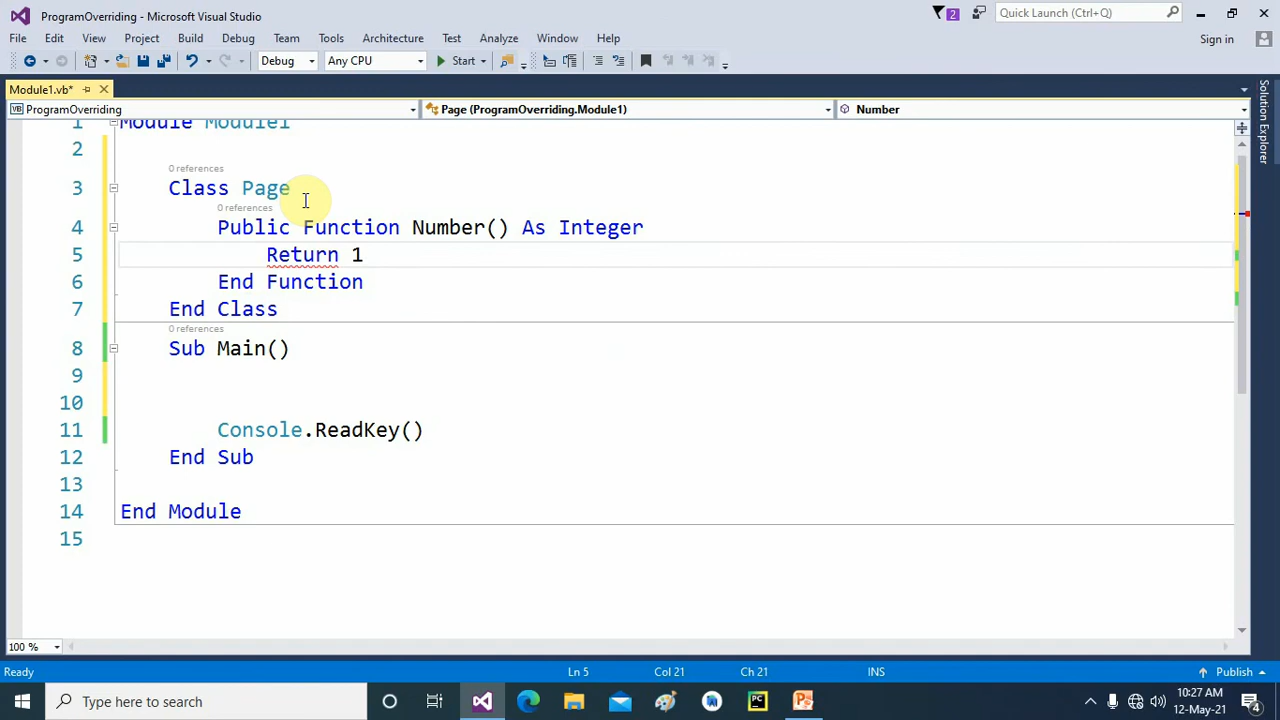 ProgramOverriding - Microsoft Visual Studio
2
Quick Launch (Ctrl+Q)
File Edit View Project Build Debug Team Tools Architecture Test Analyze Window Help
Sign in
Debug Any CPU Start
Module1.vb*
ProgramOverriding Page (ProgramOverriding.Module1) Number
Solution Explorer
1 Module Module1
2
0 references
3 Class Page
0 references
4 Public Function Number() As Integer
5 Return 1
6 End Function
7 End Class
0 references
8 Sub Main()
9
10
11 Console.ReadKey()
12 End Sub
13
14 End Module
15
100 %
Ready Ln 5 Col 21 Ch 21 INS Publish
Type here to search
PC
10:27 AM
12-May-21
4